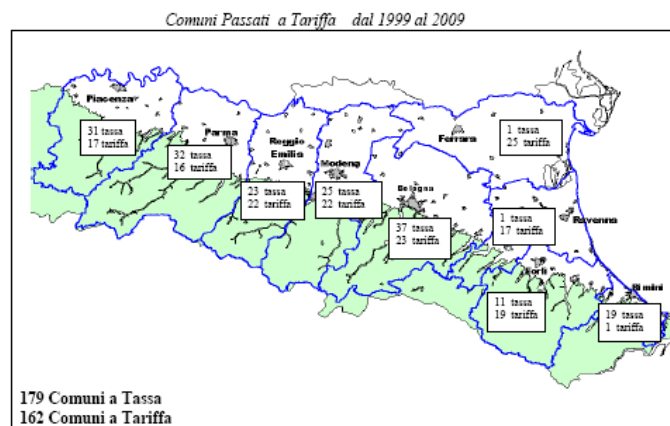 Comuni Passati a Tariffa dal 1999 al 2009
Piacenza
31 tassa
17 tariffa
Parma
32 tassa
16 tariffa
Reggio
Emilia
23 tassa
22 tariffa
Modena
25 tassa
22 tariffa
Bologna
37 tassa
23 tariffa
Ferrara
1 tassa
25 tariffa
Ravenna
1 tassa
17 tariffa
Forlì
11 tassa
19 tariffa
Rimini
19 tassa
1 tariffa
179 Comuni a Tassa
162 Comuni a Tariffa